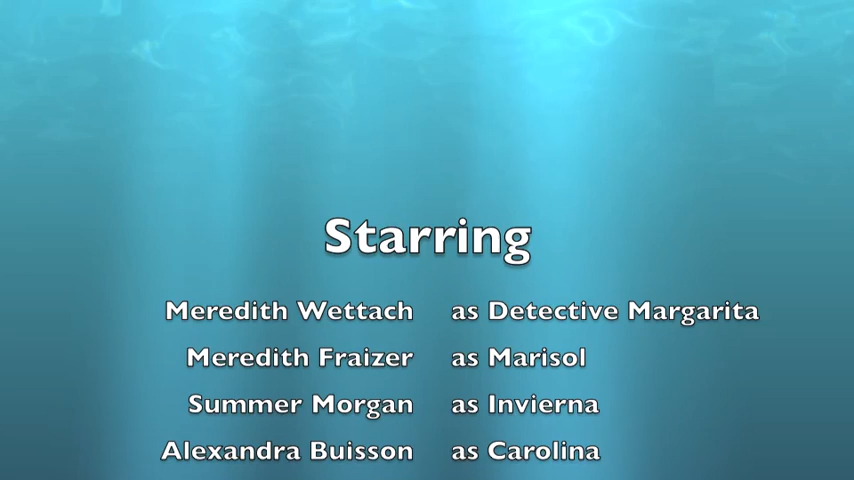 Starring
Meredith Wettach as Detective Margarita
Meredith Fraizer as Marisol
Summer Morgan as Invierna
Alexandra Buisson as Carolina